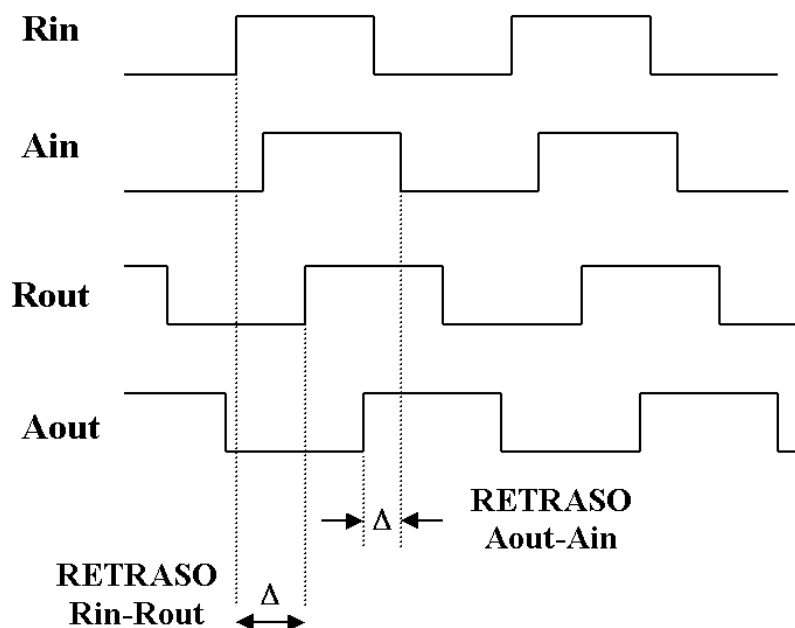 Rin
Ain
Rout
Aout
Δ
RETRASO
Aout-Ain
RETRASO
Rin-Rout
Δ